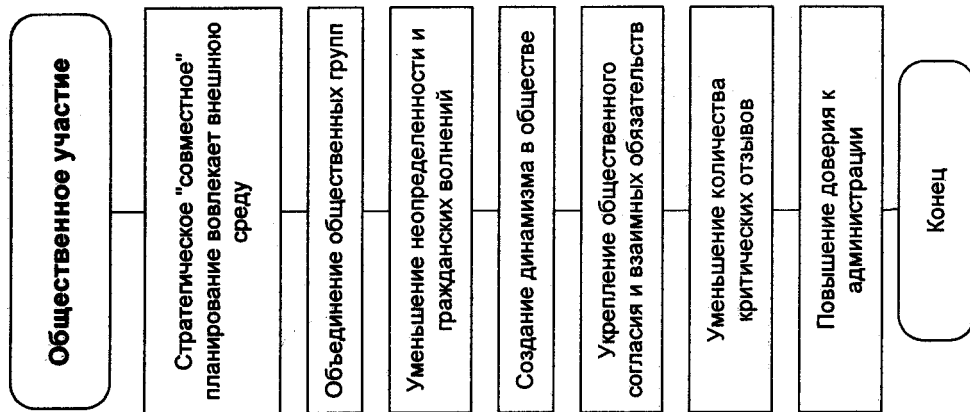 Общественное участие
Стратегическое "совместное"
планирование вовлекает внешнюю
среду
Объединение общественных групп
Уменьшение неопределенности и
гражданских волнений
Создание динамизма в обществе
Укрепление общественного
согласия и взаимных обязательств
Уменьшение количества
критических отзывов
Повышение доверия к
администрации
Конец